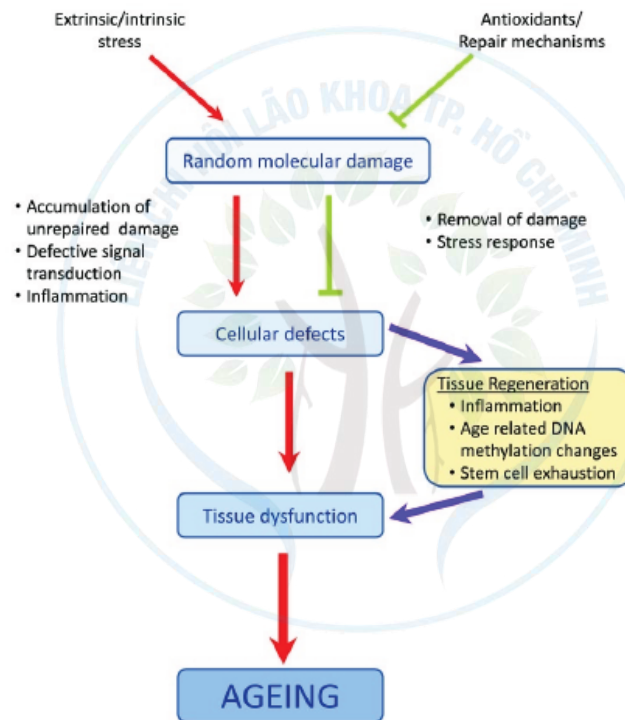 Extrinsic/intrinsic
stress
Antioxidants/
Repair mechanisms
HỘI LÃO KHOA TP. HỒ CHÍ MINH
Random molecular damage
• Accumulation of
unrepaired damage
• Defective signal
transduction
• Inflammation
• Removal of damage
• Stress response
Cellular defects
Tissue Regeneration
• Inflammation
• Age related DNA
methylation changes
• Stem cell exhaustion
Tissue dysfunction
AGEING